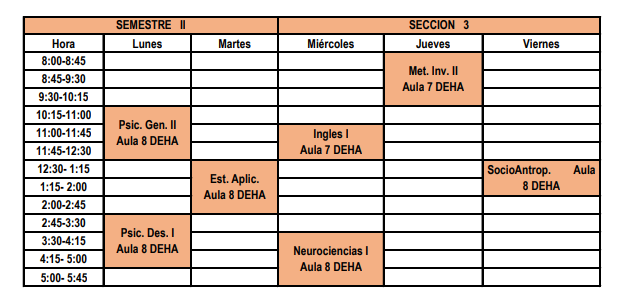 SEMESTRE II SECCION 3
Hora Lunes Martes Miércoles Jueves Viernes
8:00-8:45
8:45-9:30
9:30-10:15
Met. Inv. II
Aula 7 DEHA
10:15-11:00
11:00-11:45
11:45-12:30
Psic. Gen. II
Aula 8 DEHA
Ingles I
Aula 7 DEHA
12:30- 1:15
1:15- 2:00
2:00-2:45
Est. Aplic.
Aula 8 DEHA
SocioAntrop. Aula
8 DEHA
2:45-3:30
3:30-4:15
4:15- 5:00
5:00- 5:45
Psic. Des. I
Aula 8 DEHA
Neurociencias I
Aula 8 DEHA